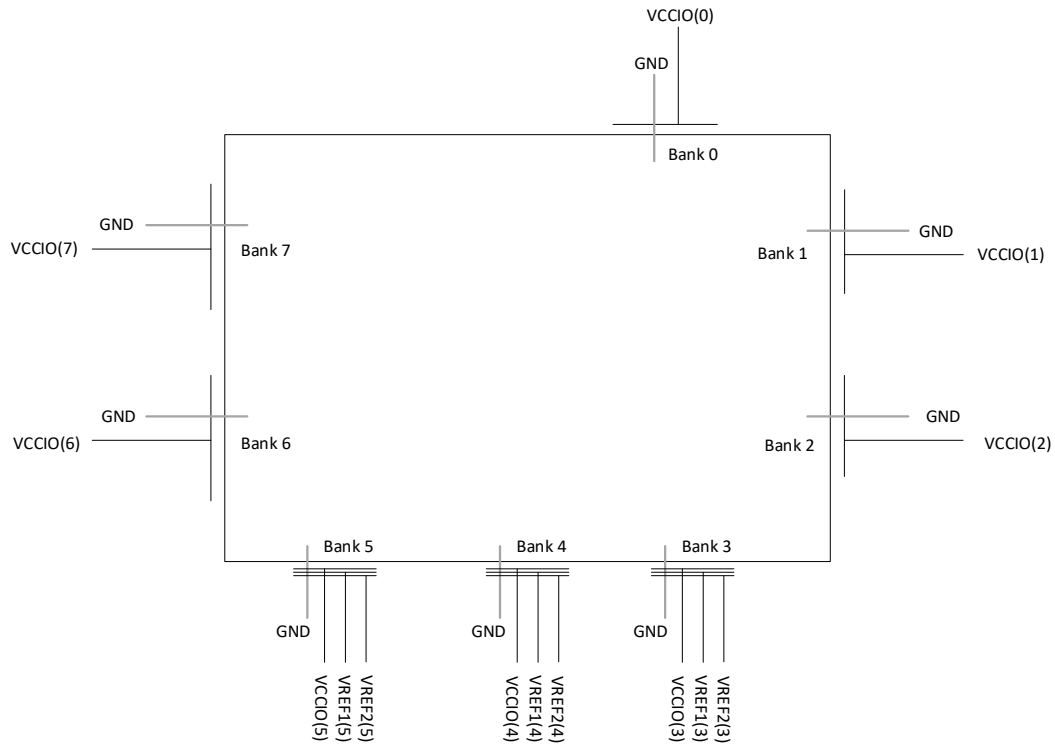 VCCIO(0)
GND
Bank 0
GND
VCCIO(7)
Bank 7
Bank 1
GND
VCCIO(1)
GND
VCCIO(6)
Bank 6
Bank 2
GND
VCCIO(2)
Bank 5
Bank 4
Bank 3
GND
GND
GND
VCCIO(5)
VREF1(5)
VREF2(5)
VCCIO(4)
VREF1(4)
VREF2(4)
VCCIO(3)
VREF1(3)
VREF2(3)